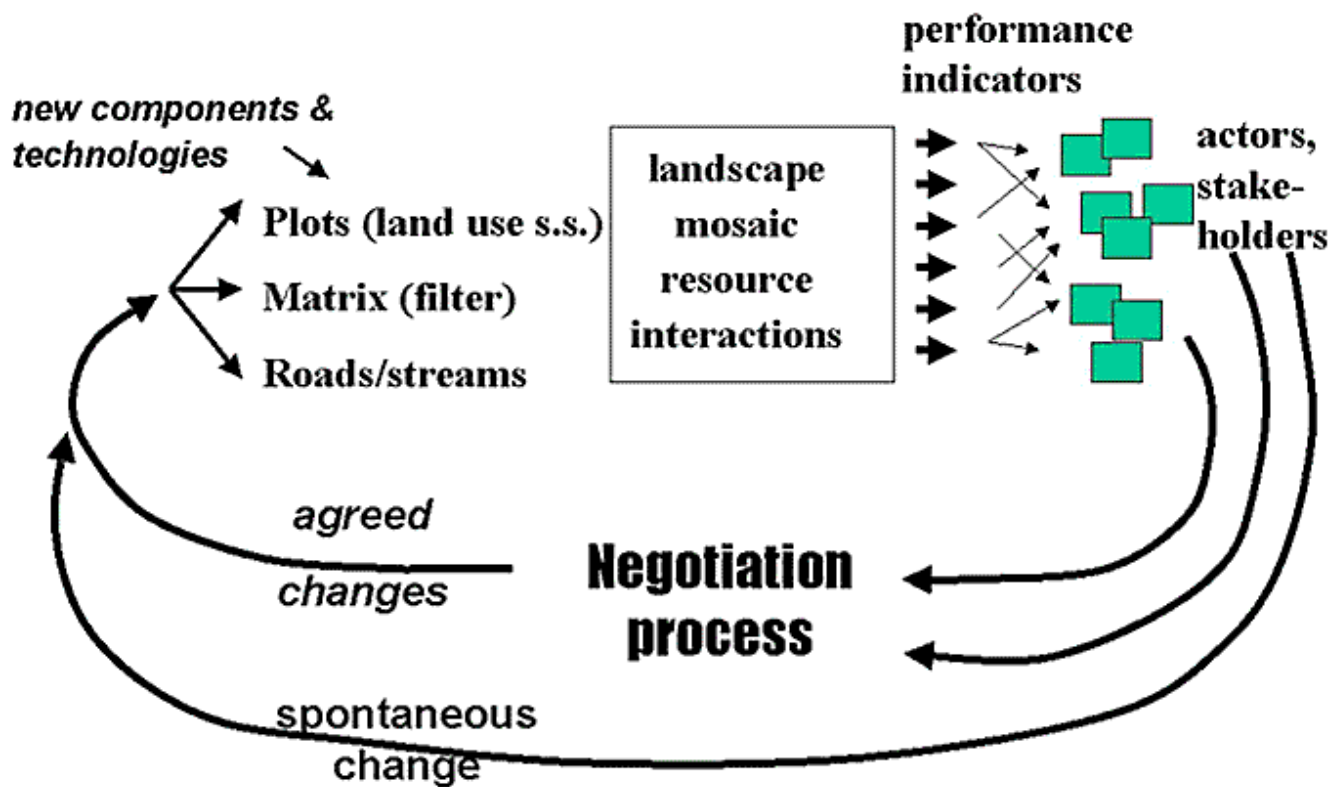 performance
indicators
new components &
technologies
Plots (land use s.s.)
Matrix (filter)
Roads/streams
landscape
mosaic
resource
interactions
actors,
stake-
holders
agreed
changes
Negotiation
process
spontaneous
change